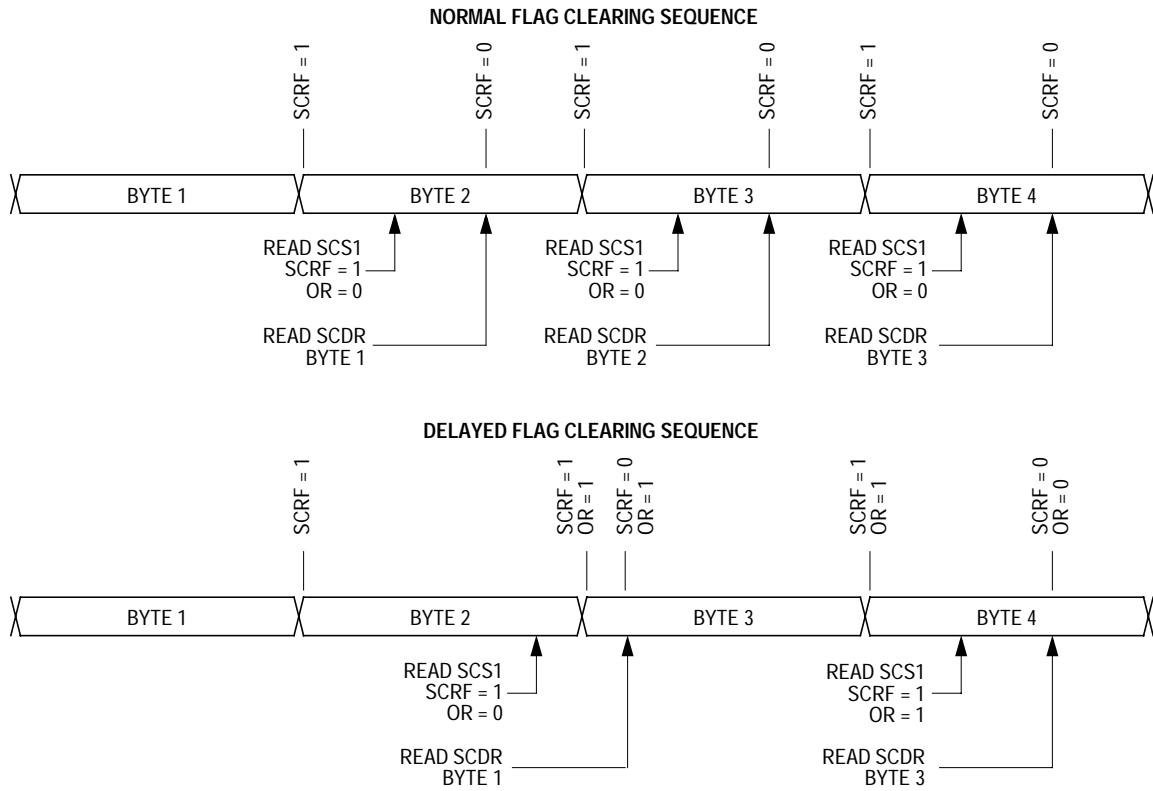 NORMAL FLAG CLEARING SEQUENCE
SCRF = 1
SCRF = 0
SCRF = 1
SCRF = 0
SCRF = 1
SCRF = 0
BYTE 1
BYTE 2
BYTE 3
BYTE 4
READ SCS1
SCRF = 1
OR = 0
READ SCS1
SCRF = 1
OR = 0
READ SCS1
SCRF = 1
OR = 0
READ SCDR
BYTE 1
READ SCDR
BYTE 2
READ SCDR
BYTE 3
DELAYED FLAG CLEARING SEQUENCE
SCRF = 1
SCRF = 1
OR = 1
SCRF = 0
OR = 1
SCRF = 1
OR = 1
SCRF = 0
OR = 0
BYTE 1
BYTE 2
BYTE 3
BYTE 4
READ SCS1
SCRF = 1
OR = 0
READ SCS1
SCRF = 1
OR = 1
READ SCDR
BYTE 1
READ SCDR
BYTE 3